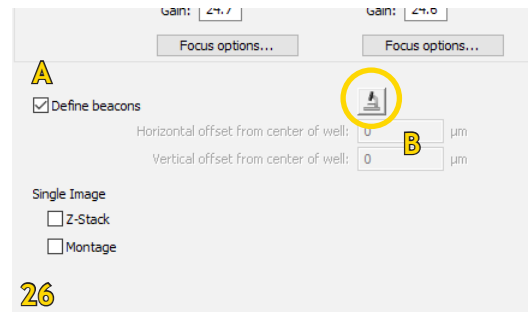 Gain: 24.7 Gain: 24.6
Focus options... Focus options...
A
Define beacons
Horizontal offset from center of well: 0 µm
B
Vertical offset from center of well: 0 µm
Single Image
Z-Stack
Montage
26